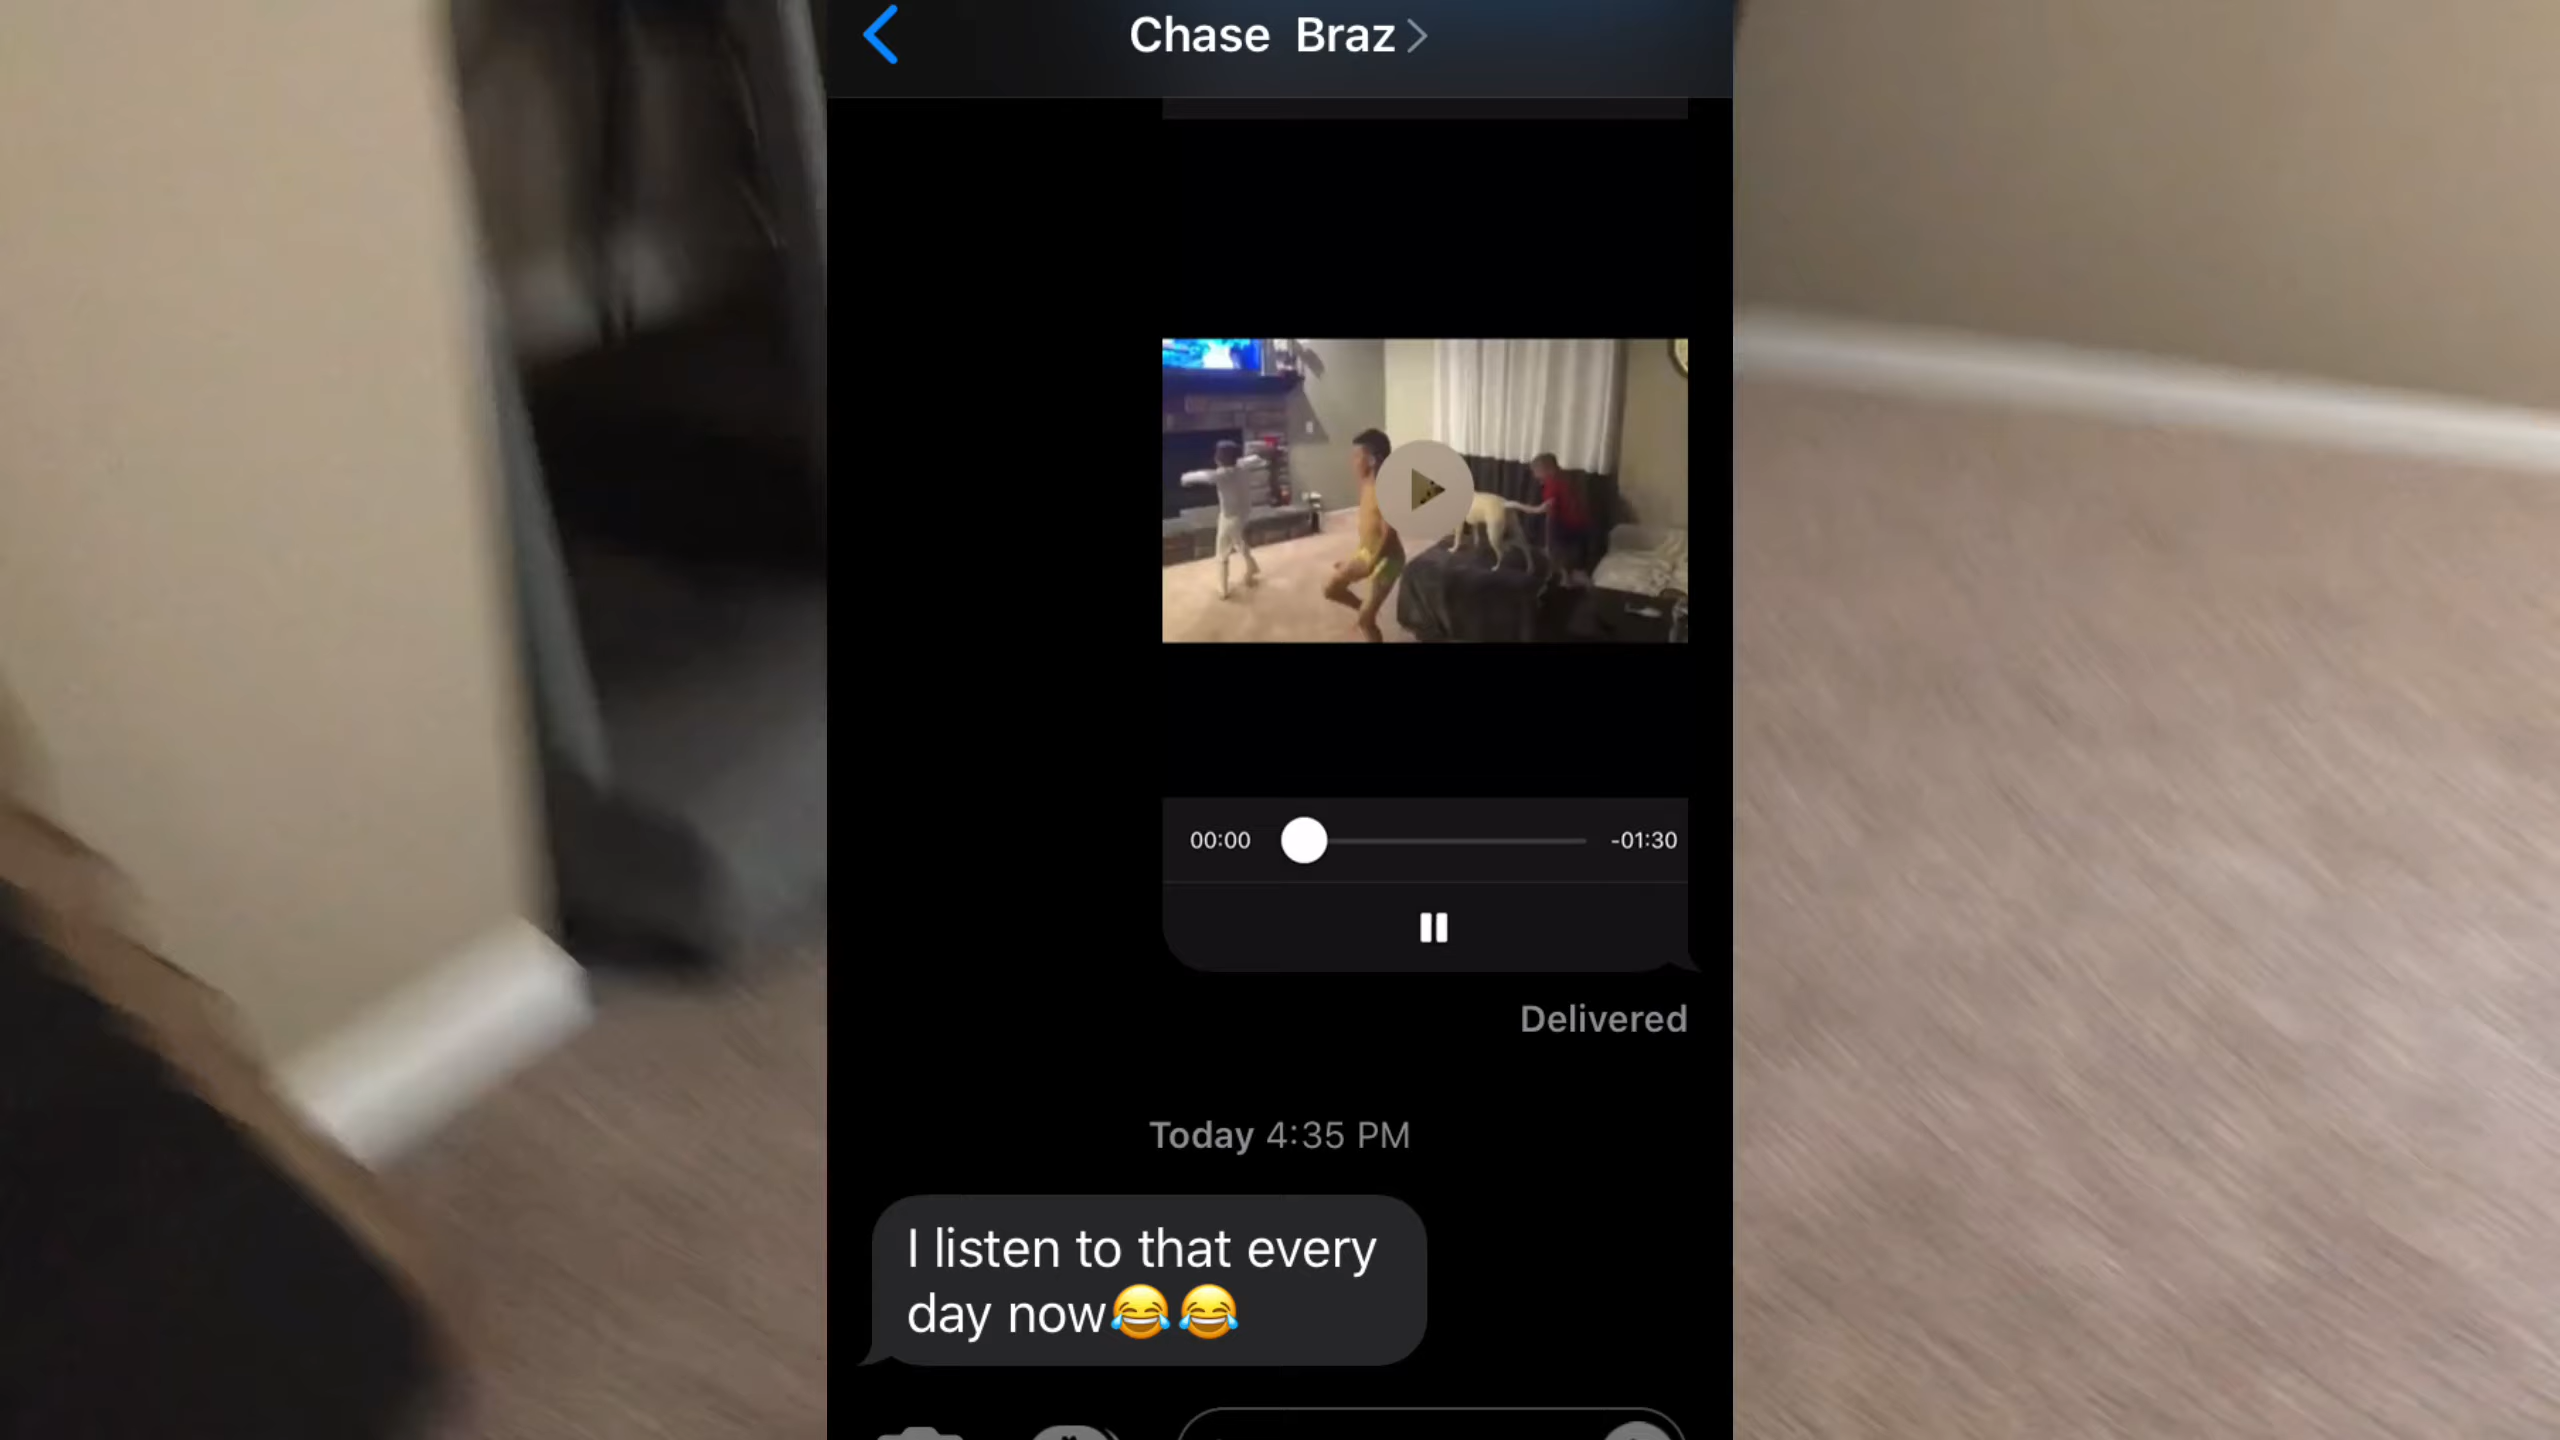 Chase Braz
00:00
-01:30
Delivered
Today 4:35 PM
I listen to that every
day now😂😂